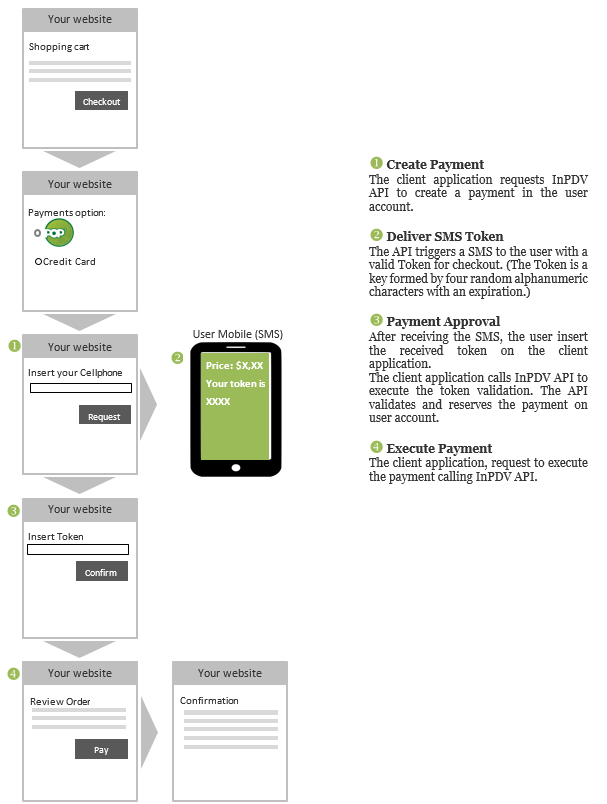 Your website
Shopping cart
Checkout
Your website
Payments option:
Credit Card
1
Your website
Insert your Cellphone
Request
User Mobile (SMS)
2
Price: $X,XX
Your token is
XXXX
3
Your website
Insert Token
Confirm
4
Your website
Review Order
Pay
Your website
Confirmation
1 Create Payment
The client application requests InPDV
API to create a payment in the user
account.
2 Deliver SMS Token
The API triggers a SMS to the user with a
valid Token for checkout. (The Token is a
key formed by four random alphanumeric
characters with an expiration.)
3 Payment Approval
After receiving the SMS, the user insert
the received token on the client
application.
The client application calls InPDV API to
execute the token validation. The API
validates and reserves the payment on
user account.
4 Execute Payment
The client application, request to execute
the payment calling InPDV API.